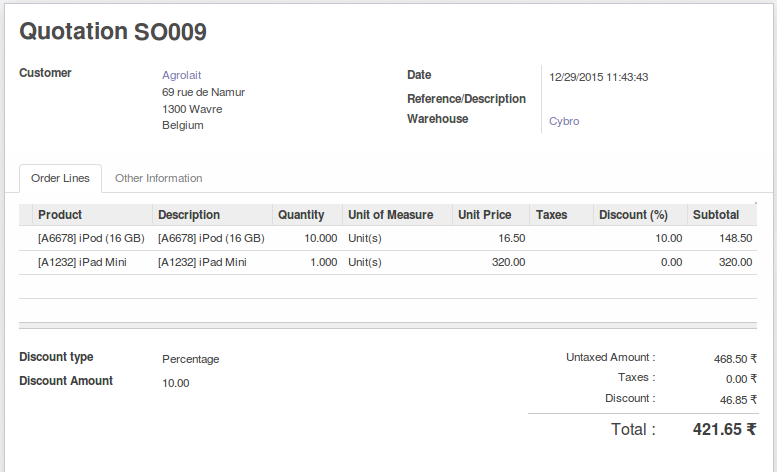 Quotation SO009
Customer
Agrolait
69 rue de Namur
1300 Wavre
Belgium
Date 12/29/2015 11:43:43
Reference/Description
Warehouse Cybro
Order Lines Other Information
Product Description Quantity Unit of Measure Unit Price Taxes Discount (%) Subtotal
[A6678] iPod (16 GB) [A6678] iPod (16 GB) 10.000 Unit(s) 16.50 10.00 148.50
[A1232] iPad Mini [A1232] iPad Mini 1.000 Unit(s) 320.00 0.00 320.00
Discount type Percentage
Discount Amount 10.00
Untaxed Amount : 468.50 ₹
Taxes : 0.00 ₹
Discount : 46.85 ₹
Total : 421.65 ₹